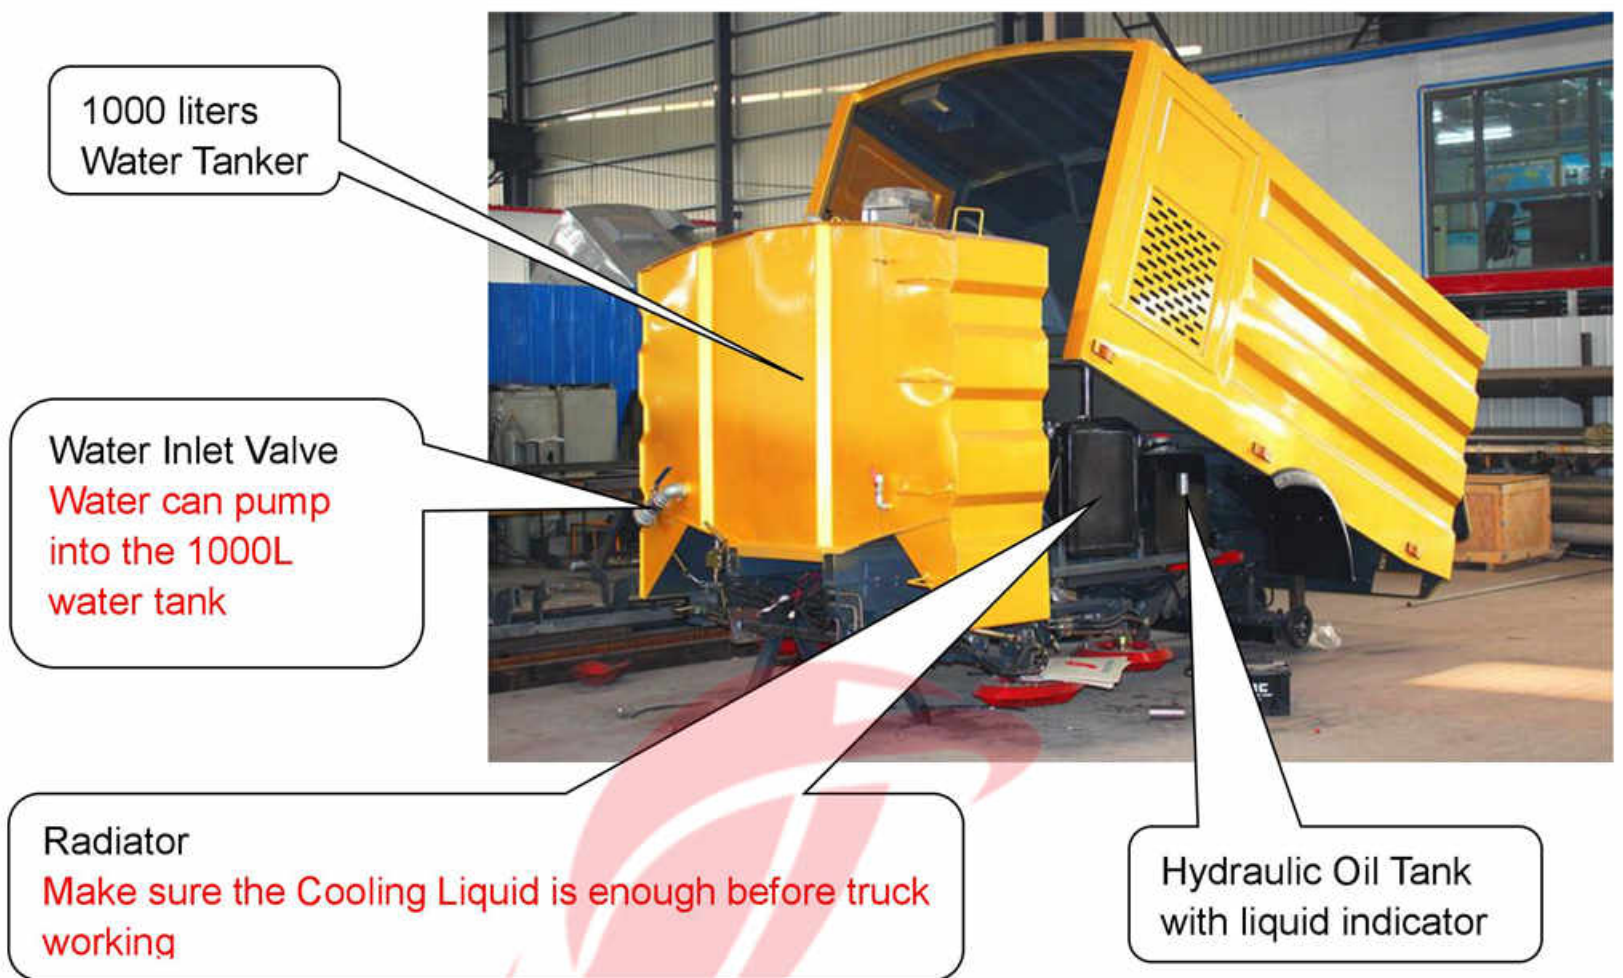 1000 liters
Water Tanker
Water Inlet Valve
Water can pump
into the 1000L
water tank
Radiator
Make sure the Cooling Liquid is enough before truck
working
Hydraulic Oil Tank
with liquid indicator